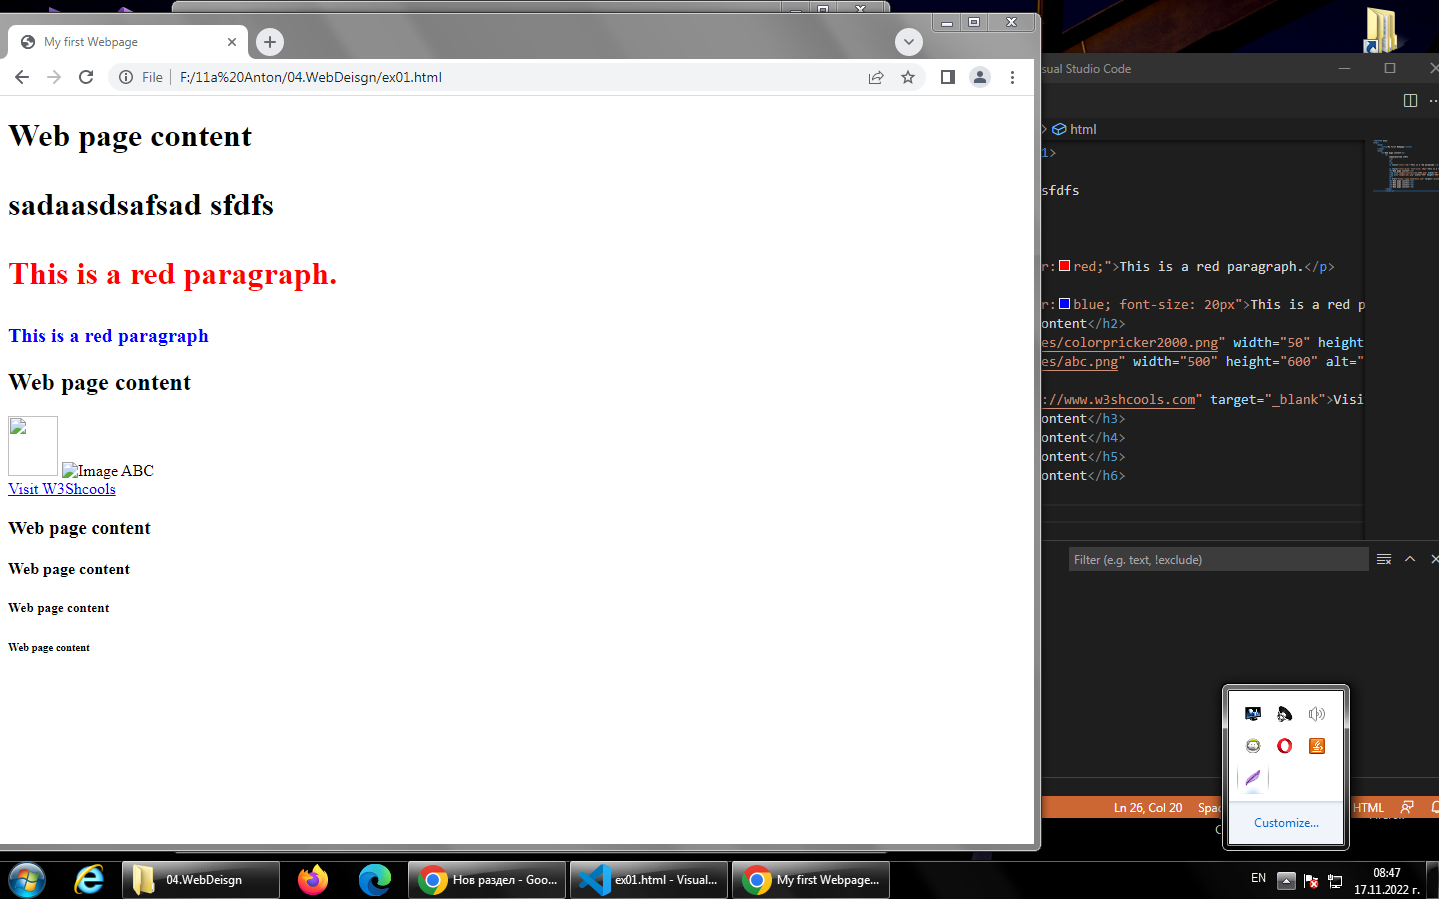 My first Webpage
File
F:/11a%20Anton/04.WebDeisgn/ex01.html
Web page content
sadaasdsafsad sfdfs
This is a red paragraph.
This is a red paragraph
Web page content
Image ABC
Visit W3Shcools
Web page content
Web page content
Web page content
Web page content
sual Studio Code
html
1>
sfdfs
r: red;">This is a red paragraph.</p>
r: blue; font-size: 20px">This is a red p
ontent</h2>
es/colorpricker2000.png" width="50" height
es/abc.png" width="500" height="600" alt="
://www.w3shcools.com" target="_blank">Visi
ontent</h3>
ontent</h4>
ontent</h5>
ontent</h6>
Filter (e.g. text, !exclude)
Ln 26, Col 20
Spac
HTML
Customize...
04.WebDeisgn
Нов раздел - Goo...
ex01.html - Visual...
My first Webpage...
EN
08:47
17.11.2022 г.